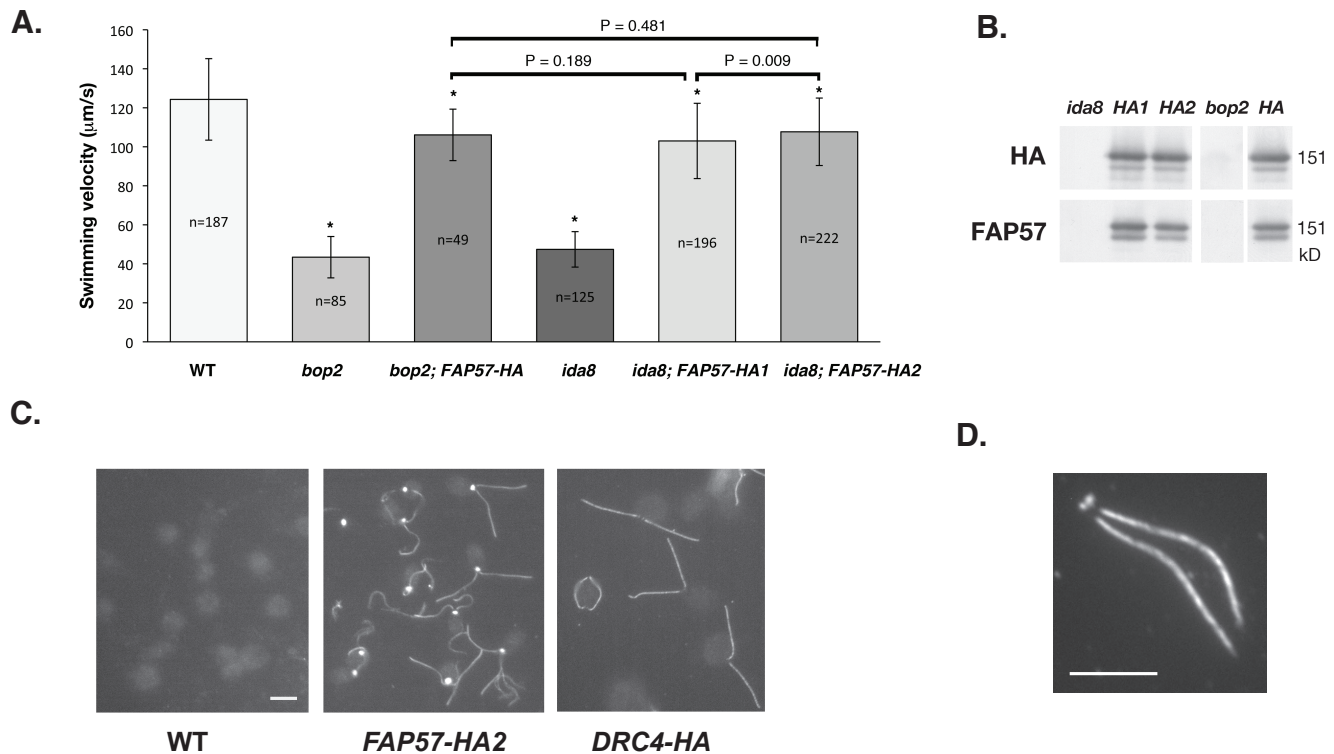 A.
Swimming velocity (µm/s)
160
140
120
100
80
60
40
20
0
P = 0.481
P = 0.189
P = 0.009
*
*
*
*
*
n=187
n=85
n=49
n=125
n=196
n=222
WT
bop2
bop2; FAP57-HA
ida8
ida8; FAP57-HA1
ida8; FAP57-HA2
B.
ida8 HA1 HA2 bop2 HA
HA 151
FAP57 151
kD
C.
WT
FAP57-HA2
DRC4-HA
D.